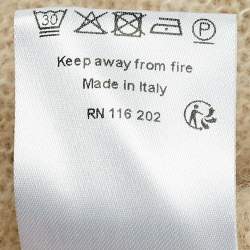 30
P
Keep away from fire
Made in Italy
RN 116 202